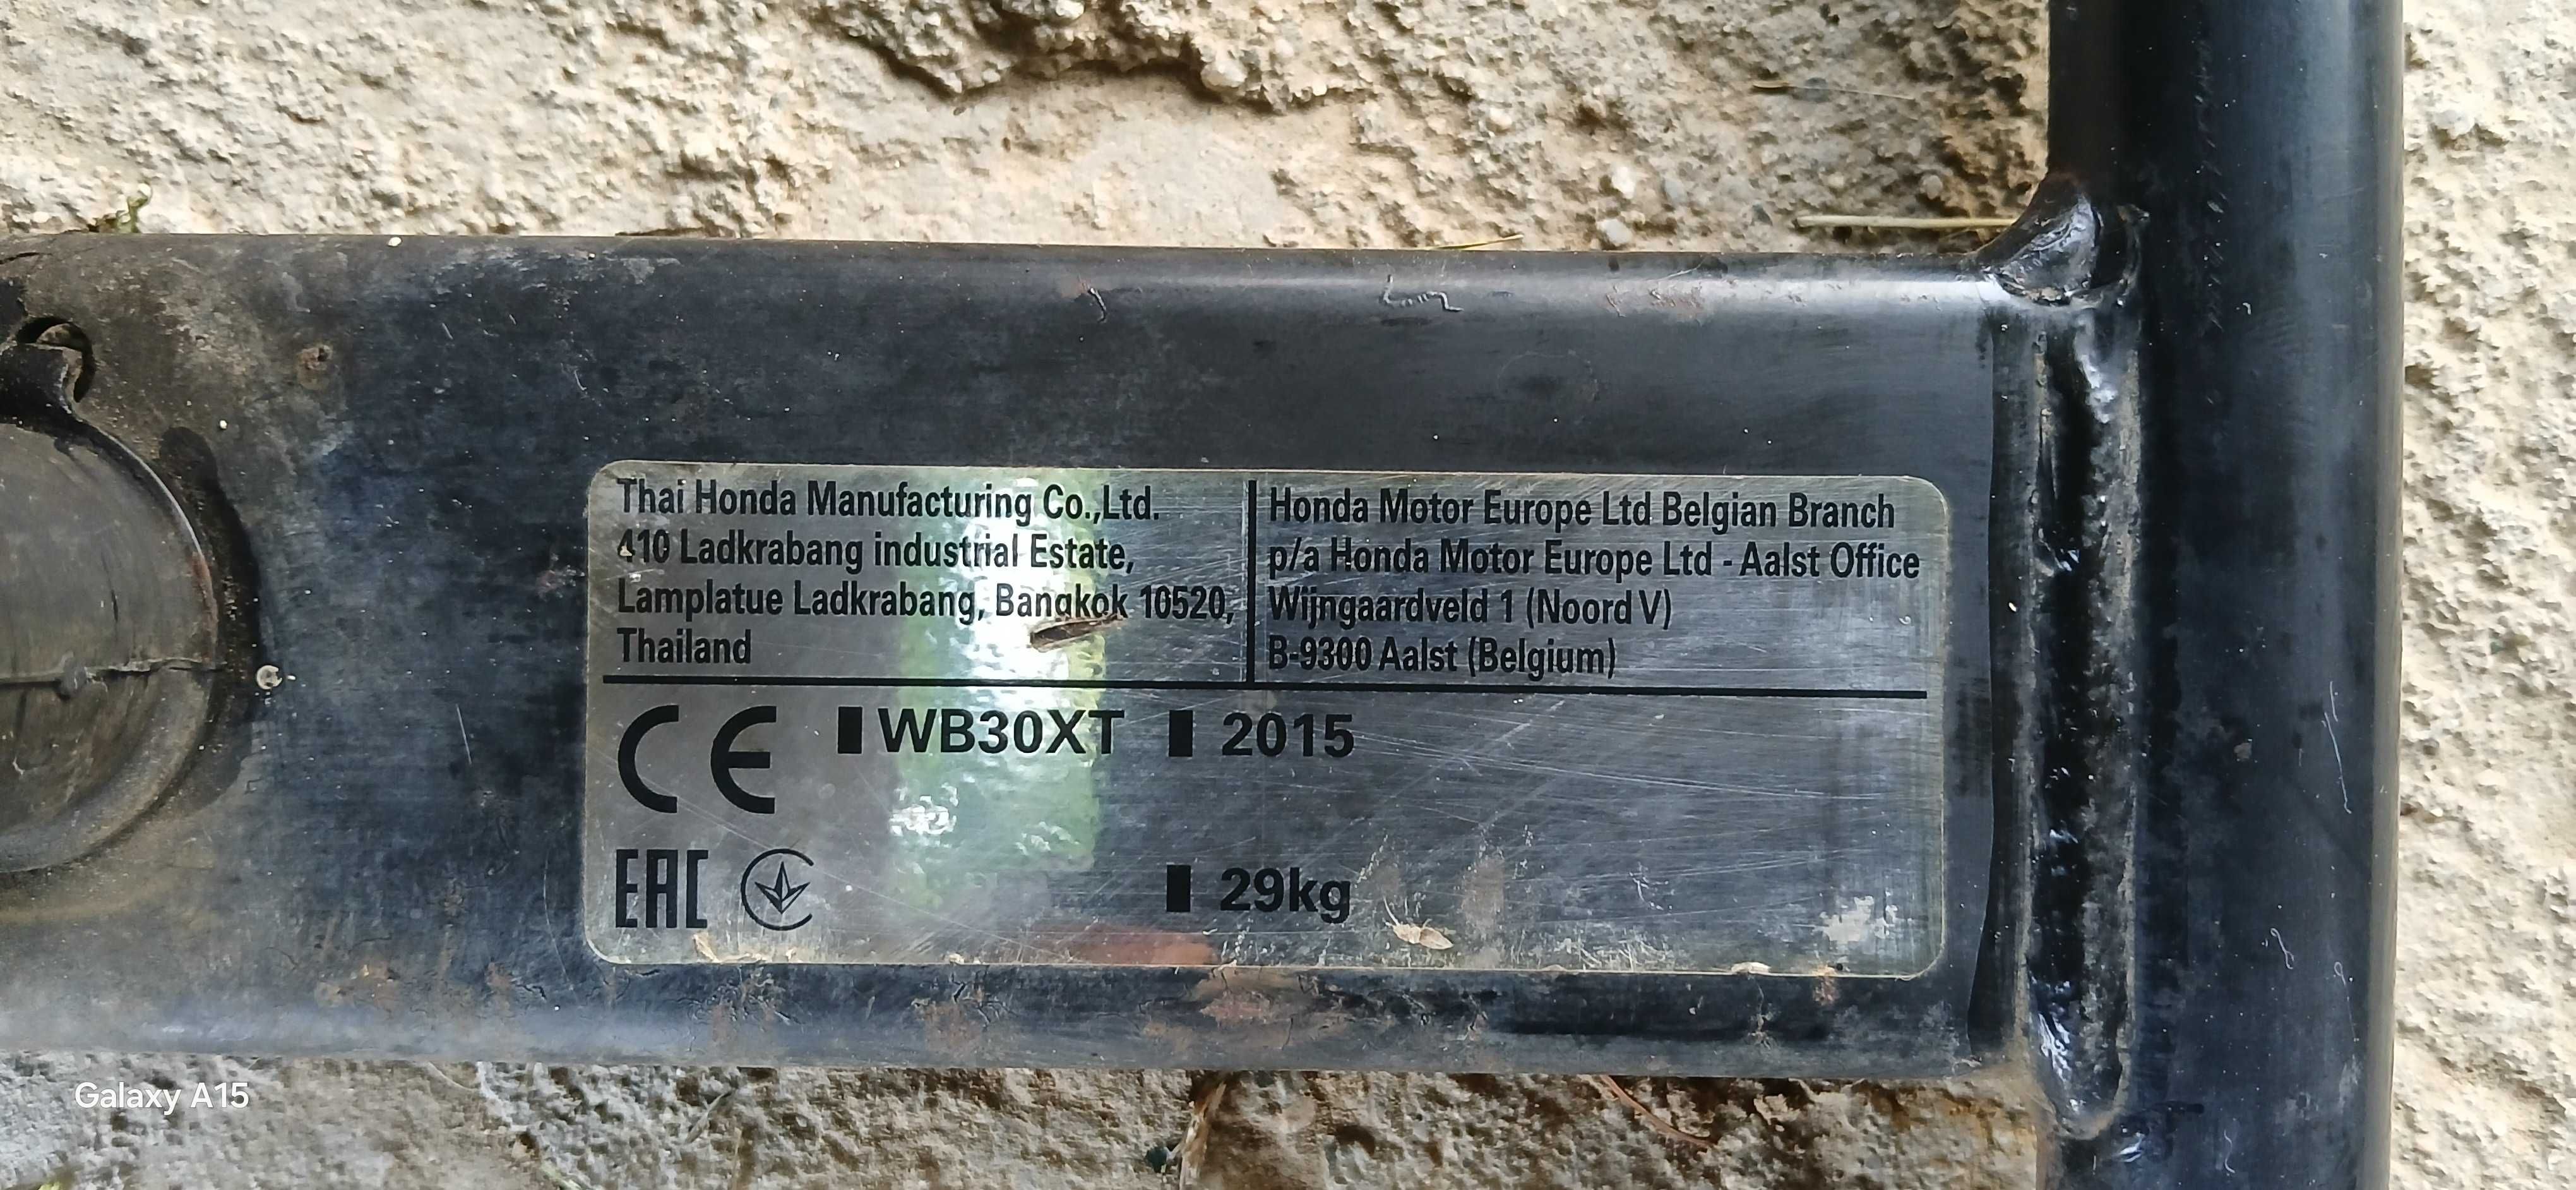 Thai Honda Manufacturing Co.,Ltd.
410 Ladkrabang industrial Estate,
Lamplatue Ladkrabang, Bangkok 10520,
Thailand
Honda Motor Europe Ltd Belgian Branch
p/a Honda Motor Europe Ltd - Aalst Office
Wijngaardveld 1 (Noord V)
B-9300 Aalst (Belgium)
CE WB30XT 2015
EAC 29kg
Galaxy A15